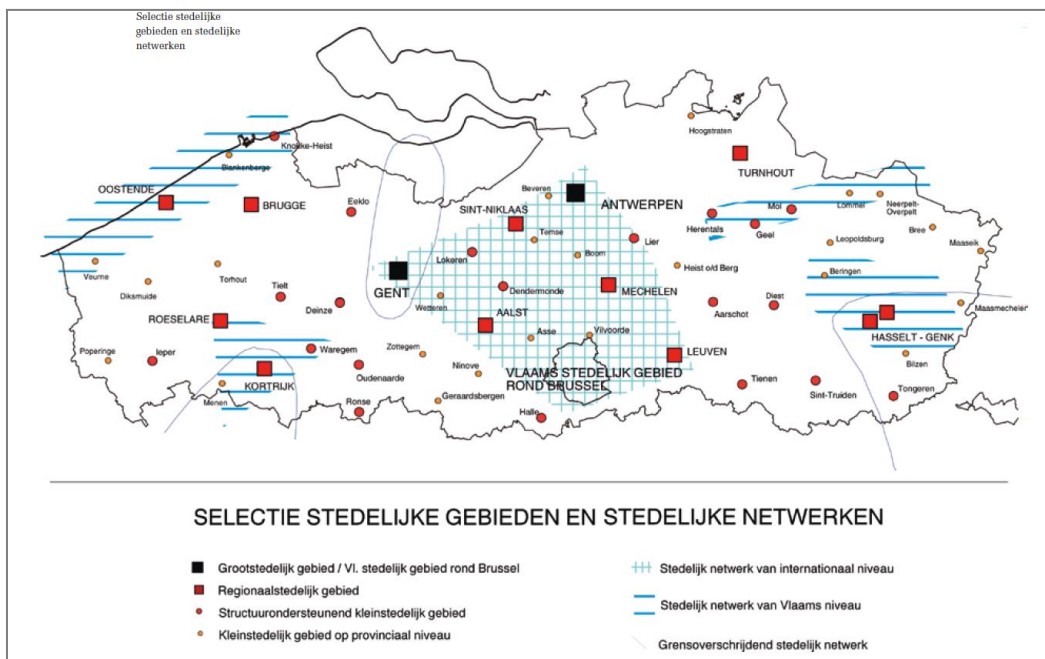 Selectie stedelijke
gebieden en stedelijke
netwerken
Hoogstraten
Knokke-Heist
Blankenberge
TURNHOUT
OOSTENDE
BRUGGE
Eeklo
Beveren
ANTWERPEN
SINT-NIKLAAS
Temse
Herentals
Mol
Geel
Lommel
Neerpelt-
Overpelt
Bree
Leopoldsburg
Maaseik
Lier
Lokeren
Boom
Heist o/d Berg
Beringen
Veurne
Diksmuide
Torhout
Tielt
Deinze
GENT
Wetteren
Dendermonde
MECHELEN
Aarschot
Diest
Maasmechelen
ROESELARE
AALST
Asse
Vilvoorde
HASSELT - GENK
Poperinge
Ieper
Waregem
Zottegem
Ninove
LEUVEN
Bilzen
KORTRIJK
Oudenaarde
VLAAMS STEDELIJK GEBIED
ROND BRUSSEL
Tienen
Sint-Truiden
Tongeren
Menen
Ronse
Geraardsbergen
Halle
SELECTIE STEDELIJKE GEBIEDEN EN STEDELIJKE NETWERKEN
Grootstedelijk gebied / Vl. stedelijk gebied rond Brussel
Regionaalstedelijk gebied
Structuurondersteunend kleinstedelijk gebied
Kleinstedelijk gebied op provinciaal niveau
Stedelijk netwerk van internationaal niveau
Stedelijk netwerk van Vlaams niveau
Grensoverschrijdend stedelijk netwerk